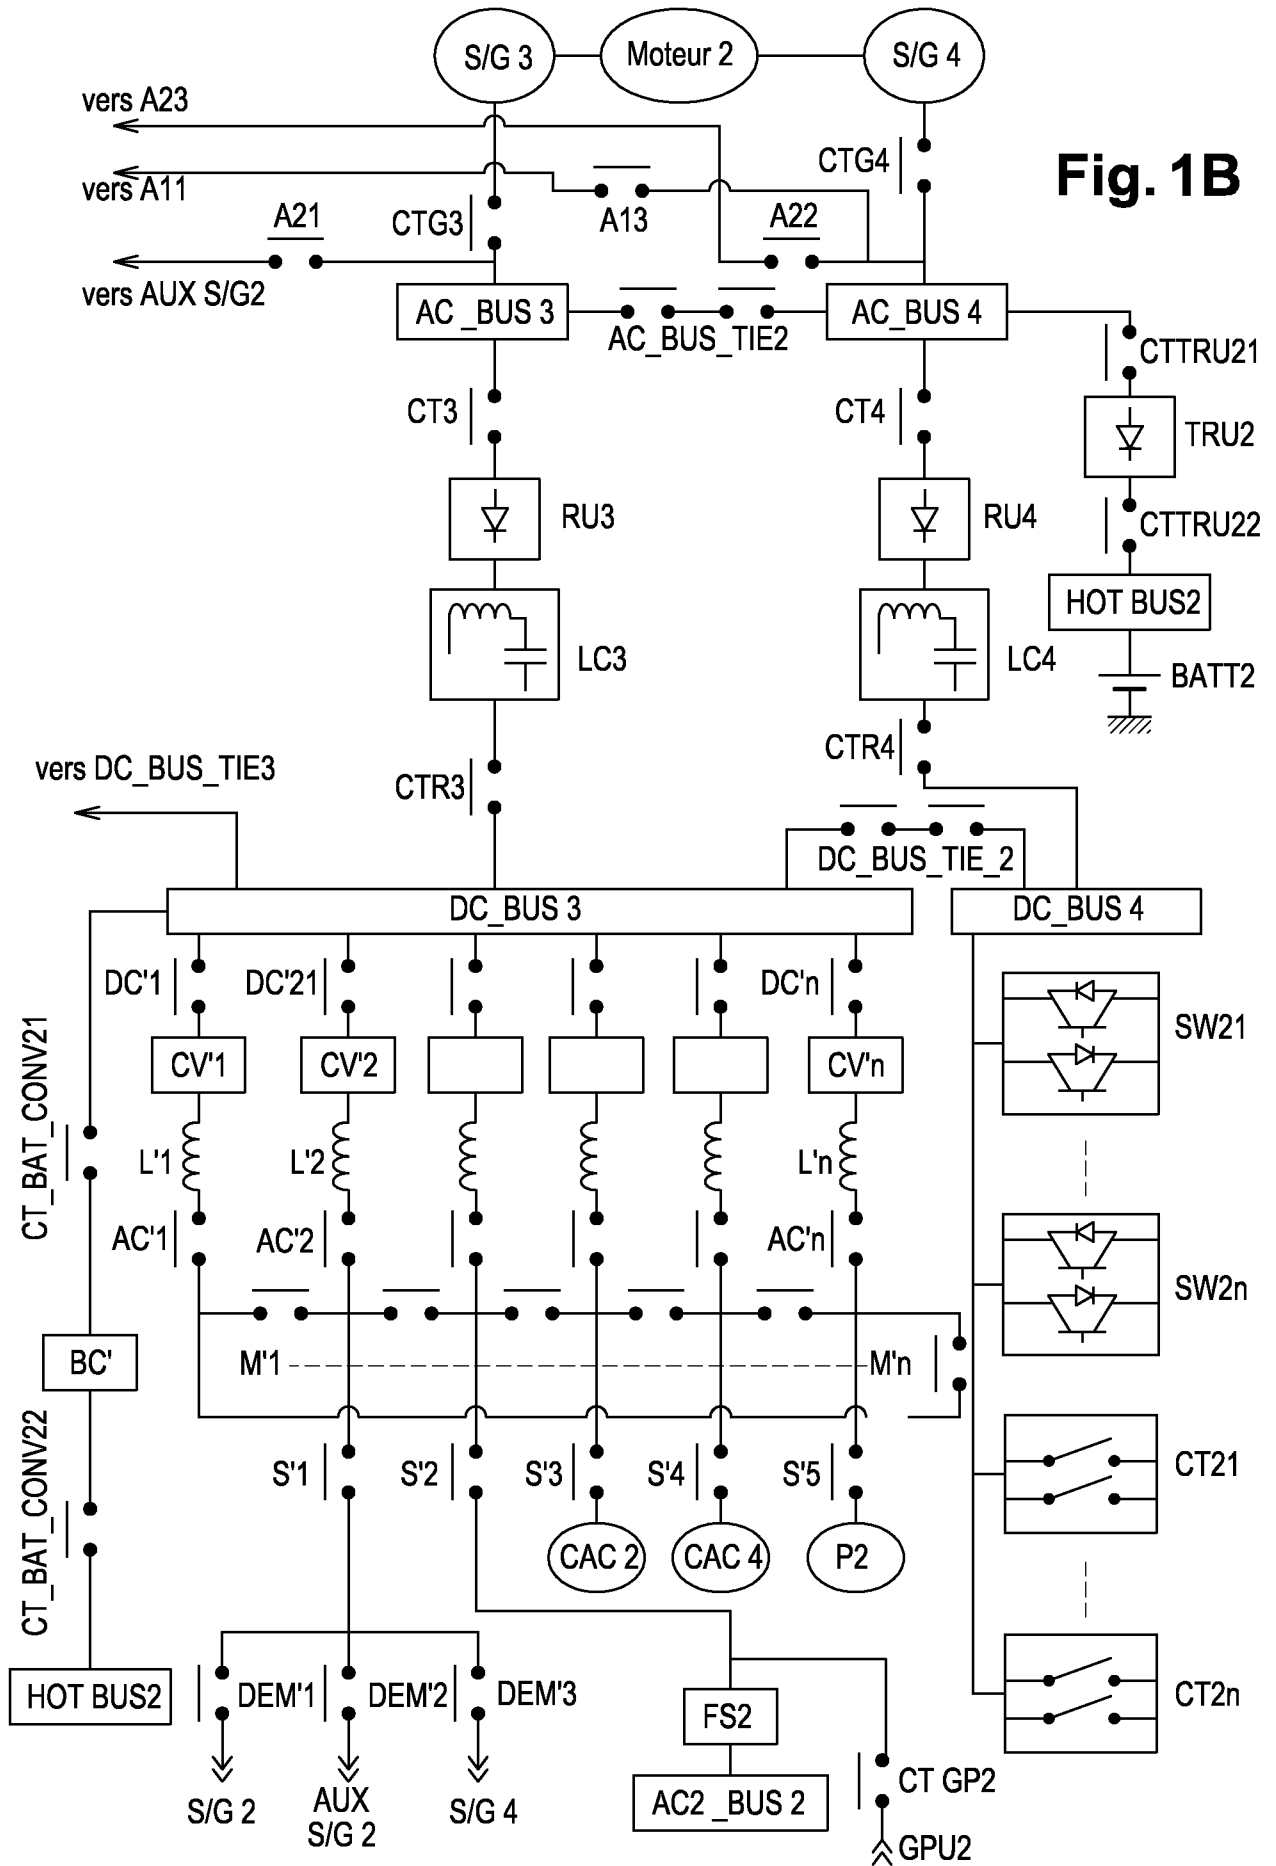 S/G 3
Moteur 2
S/G 4
vers A23
CTG4
Fig. 1B
vers A11
A21
CTG3
A13
A22
vers AUX S/G2
AC _BUS 3
AC_BUS_TIE2
AC_BUS 4
CTTRU21
CT3
CT4
TRU2
RU3
RU4
CTTRU22
HOT BUS2
LC3
LC4
BATT2
CTR4
vers DC_BUS_TIE3
CTR3
DC_BUS_TIE_2
DC_BUS 3
DC_BUS 4
DC'1
DC'21
DC'n
SW21
CT_BAT_CONV21
CV'1
CV'2
CV'n
L'1
L'2
L'n
AC'1
AC'2
AC'n
SW2n
BC'
M'1
M'n
CT_BAT_CONV22
S'1
S'2
S'3
S'4
S'5
CT21
CAC 2
CAC 4
P2
HOT BUS2
DEM'1
DEM'2
DEM'3
FS2
CT2n
S/G 2
AUX
S/G 2
S/G 4
AC2 _BUS 2
CT GP2
GPU2